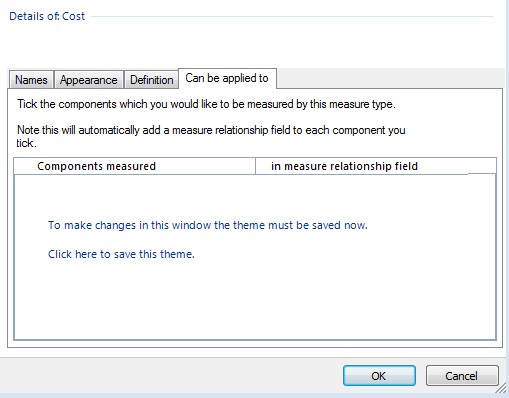 Details of: Cost
Names Appearance Definition Can be applied to
Tick the components which you would like to be measured by this measure type.
Note this will automatically add a measure relationship field to each component you
tick.
Components measured in measure relationship field
To make changes in this window the theme must be saved now.
Click here to save this theme.
OK Cancel